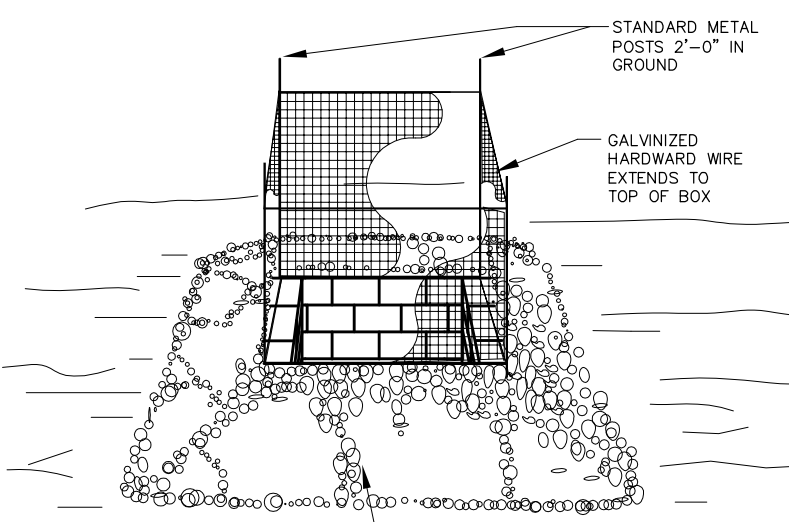 STANDARD METAL
POSTS 2'-0" IN
GROUND
GALVINIZED
HARDWARD WIRE
EXTENDS TO
TOP OF BOX